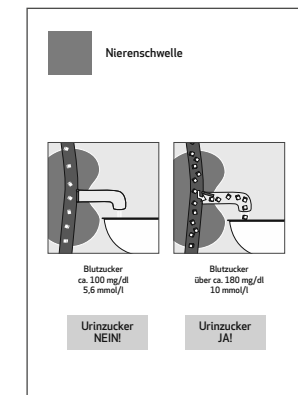 Nierenschwelle
Blutzucker
ca. 100 mg/dl
5,6 mmol/l
Blutzucker
über ca. 180 mg/dl
10 mmol/l
Urinzucker
NEIN!
Urinzucker
JA!